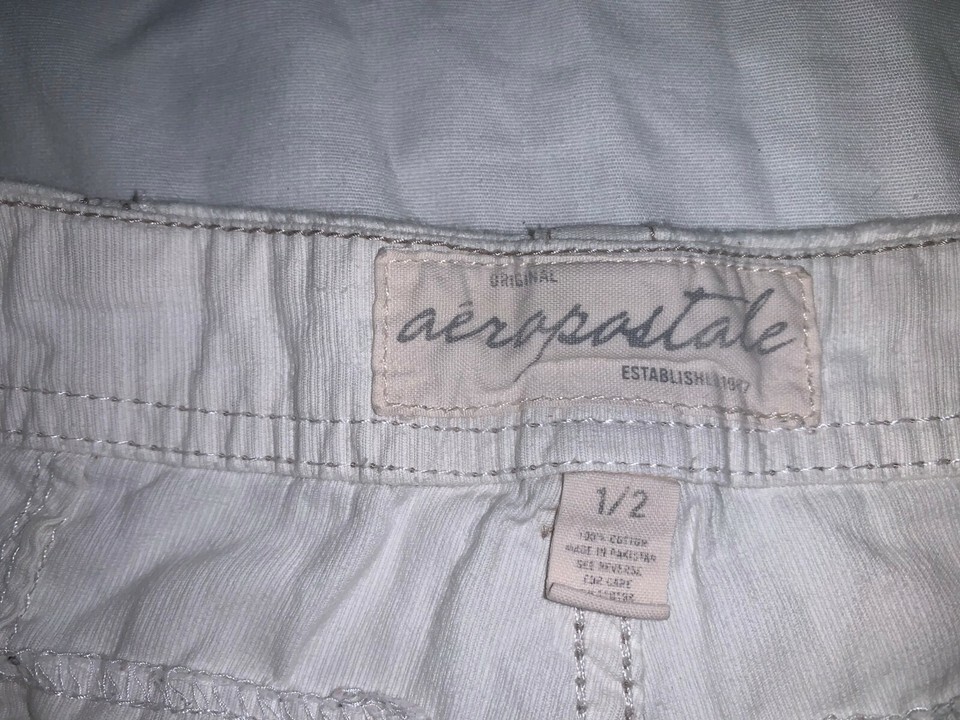 ORIGINAL
aéropostale
ESTABLISHED 1987
1/2
100% COTTON
MADE IN PAKISTAN
SEE REVERSE
FOR CARE